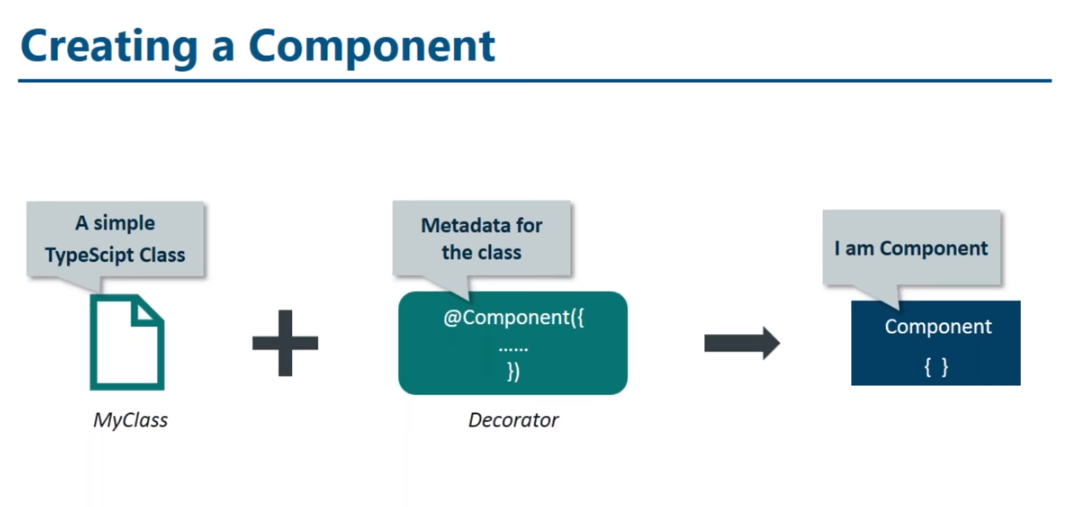 Creating a Component
A simple
TypeScipt Class
MyClass
Metadata for
the class
@Component({
......
})
Decorator
I am Component
Component
{ }